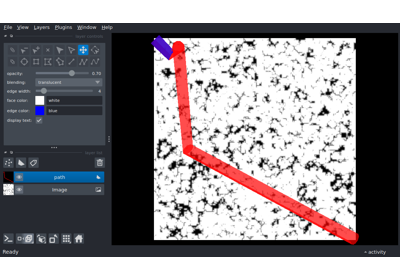 File View Layers Plugins Window Help
opacity: 0.70
blending: translucent
edge width:
face color: white
edge color: blue
display text:
path
Image
Ready
activity